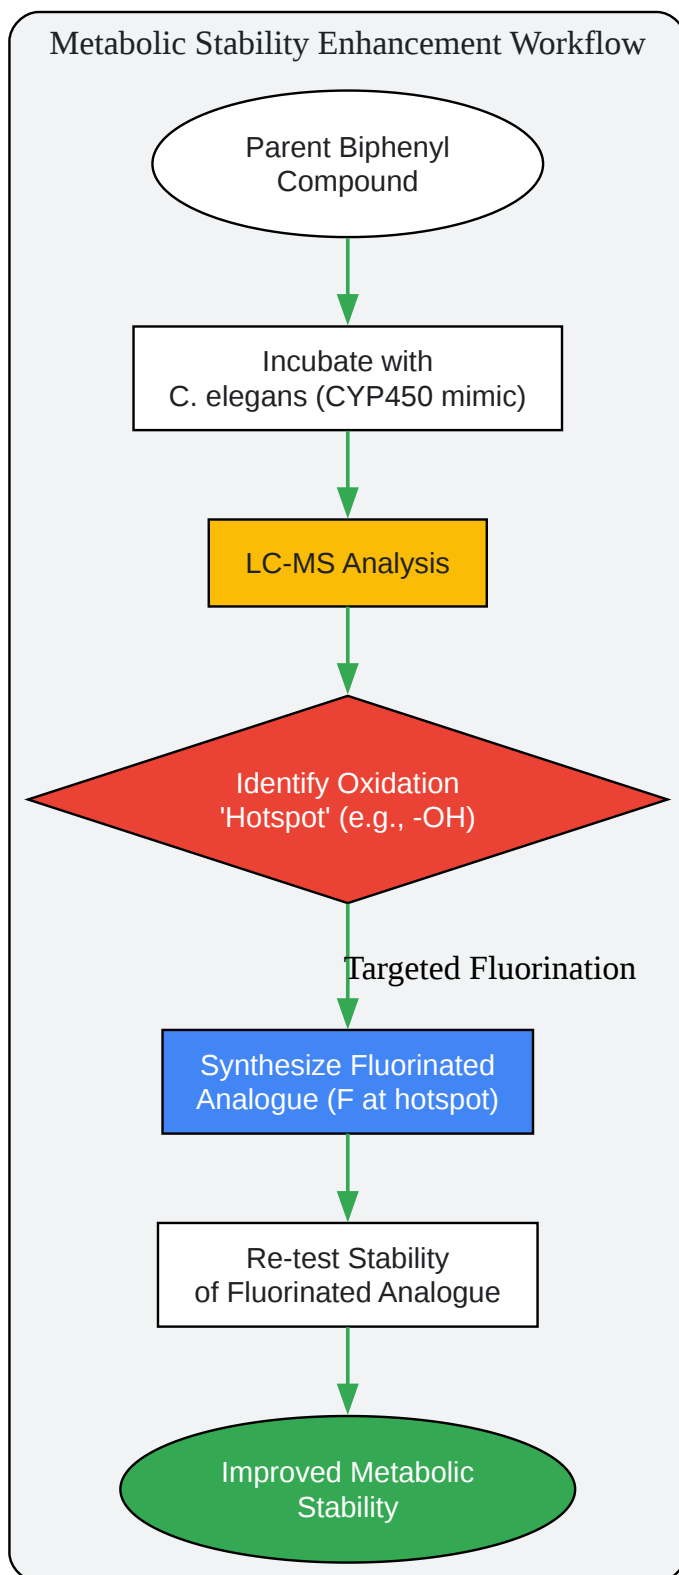 Metabolic Stability Enhancement Workflow
Parent Biphenyl
Compound
Incubate with
C. elegans (CYP450 mimic)
LC-MS Analysis
Identify Oxidation
'Hotspot' (e.g., -OH)
Targeted Fluorination
Synthesize Fluorinated
Analogue (F at hotspot)
Re-test Stability
of Fluorinated Analogue
Improved Metabolic
Stability